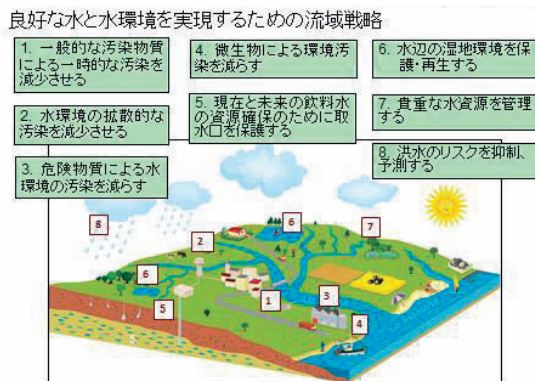 良好な水と水環境を実現するための流域戦略
1. 一般的な汚染物質
による一時的な汚染を
減少させる
2. 水環境の拡散的な
汚染を減少させる
3. 危険物質による水
環境の汚染を減らす
4. 微生物による環境汚
染を減らす
5. 現在と未来の飲料水
の資源確保のために取
水口を保護する
6. 水辺の湿地環境を保
護・再生する
7. 貴重な水資源を管理
する
8. 洪水のリスクを抑制、
予測する
8
2
6
7
6
5
1
3
4